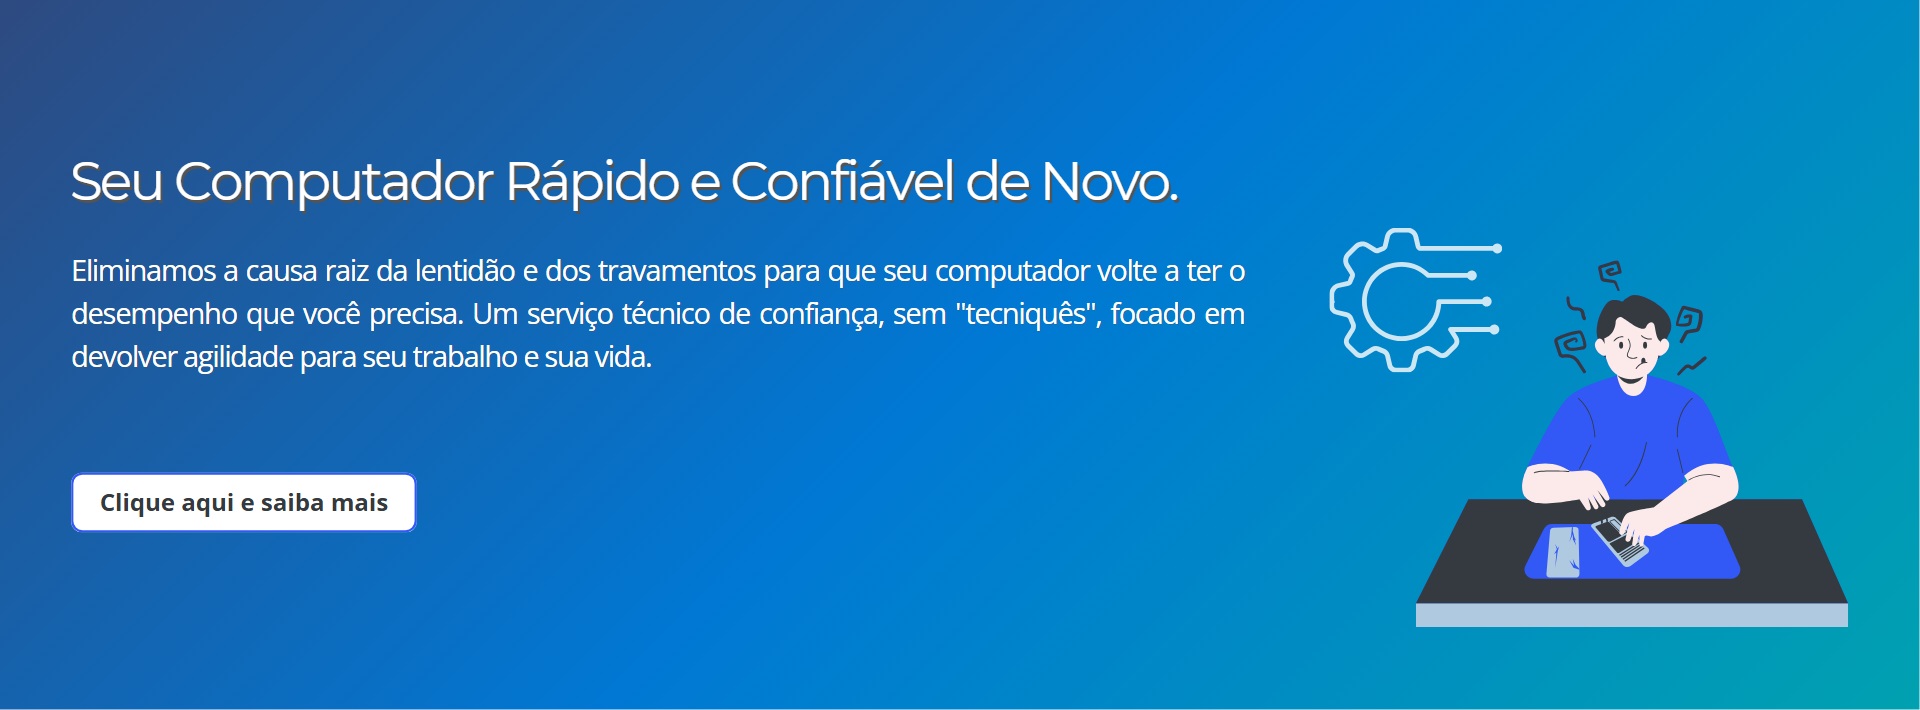 Seu Computador Rápido e Confiável de Novo.
Eliminamos a causa raiz da lentidão e dos travamentos para que seu computador volte a ter o
desempenho que você precisa. Um serviço técnico de confiança, sem "tecniquês", focado em
devolver agilidade para seu trabalho e sua vida.
Clique aqui e saiba mais